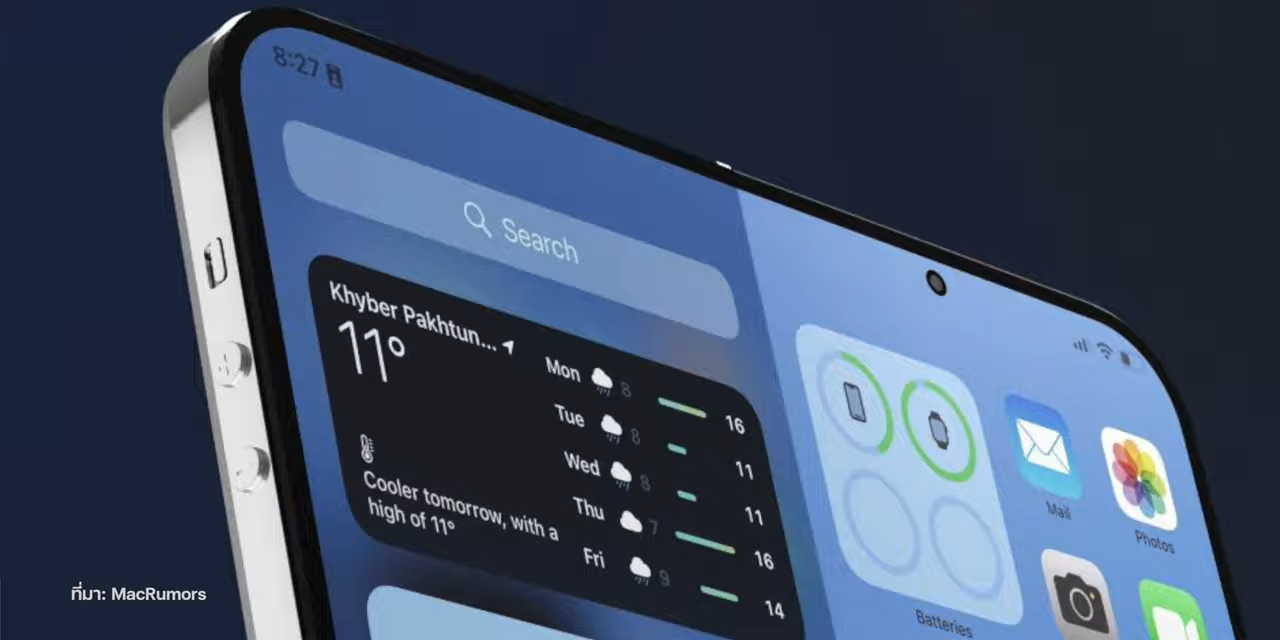 8:27
Search
Khyber Pakhtun...
11°
Mon 8 16
Tue 8 11
Wed 8 11
Thu 7 16
Fri 9 14
Cooler tomorrow, with a
high of 11°
Batteries
Mail
Photos
ที่มา: MacRumors